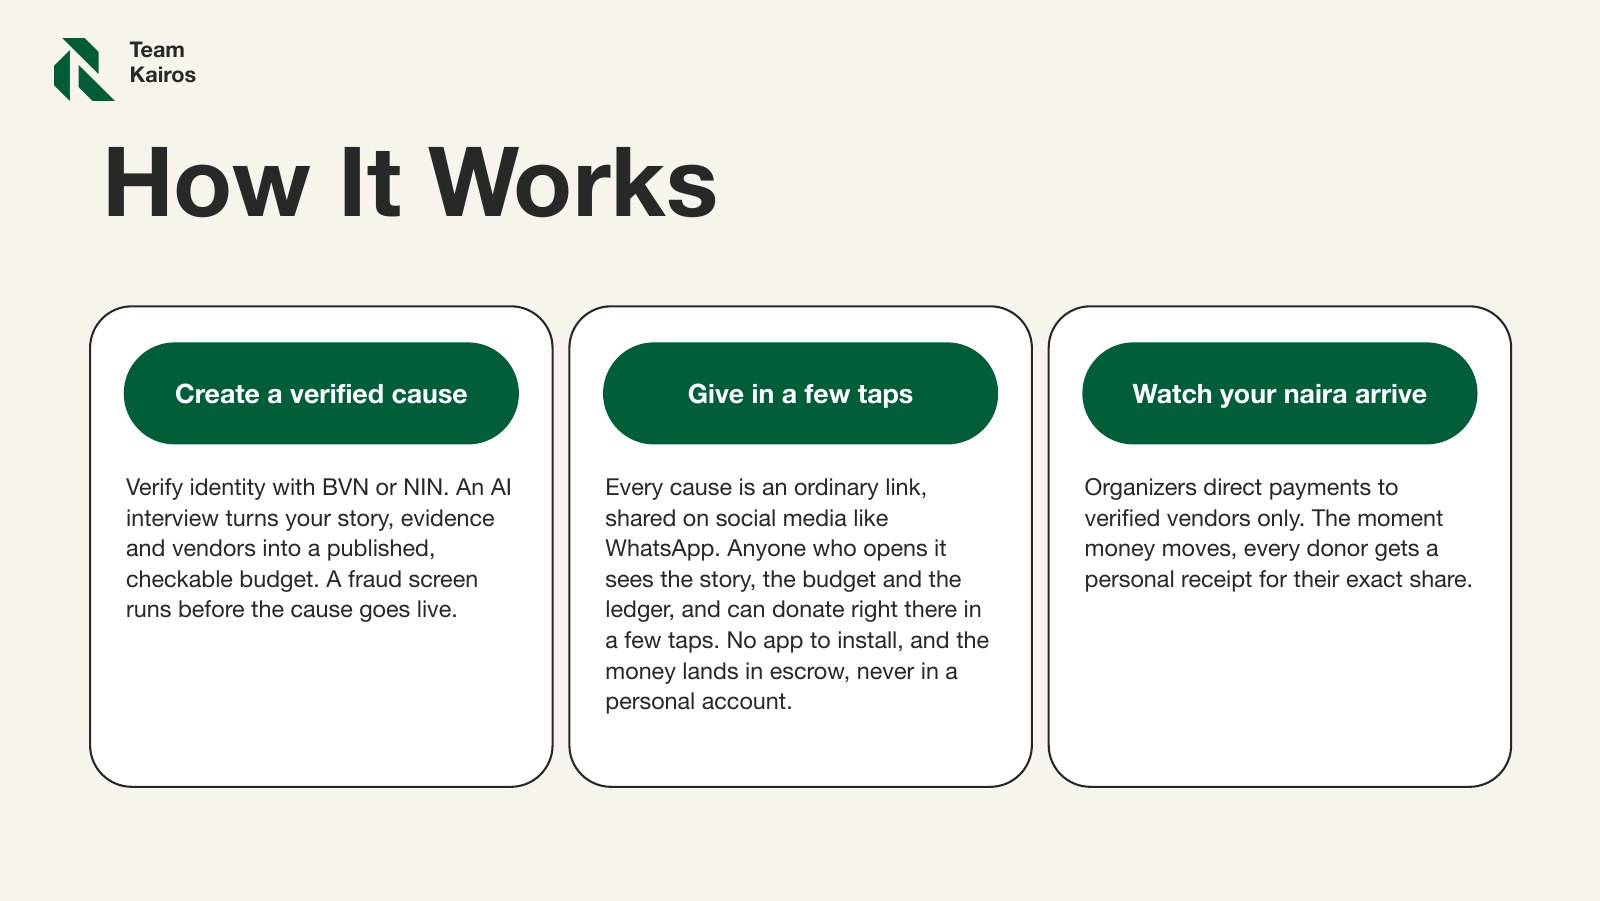 Team
Kairos
How It Works
Create a verified cause
Verify identity with BVN or NIN. An AI
interview turns your story, evidence
and vendors into a published,
checkable budget. A fraud screen
runs before the cause goes live.
Give in a few taps
Every cause is an ordinary link,
shared on social media like
WhatsApp. Anyone who opens it
sees the story, the budget and the
ledger, and can donate right there in
a few taps. No app to install, and the
money lands in escrow, never in a
personal account.
Watch your naira arrive
Organizers direct payments to
verified vendors only. The moment
money moves, every donor gets a
personal receipt for their exact share.